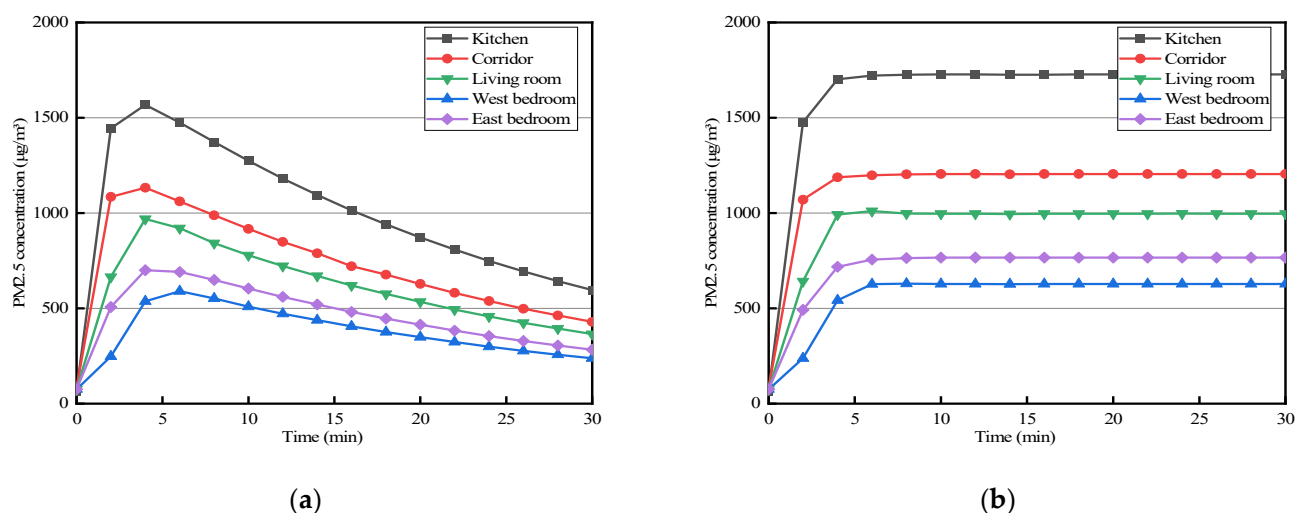 2000
1500
1000
500
0
PM2.5 concentration (μg/m³)
Kitchen
Corridor
Living room
West bedroom
East bedroom
0 5 10 15 20 25 30
Time (min)
(a)
2000
1500
1000
500
0
PM2.5 concentration (μg/m³)
Kitchen
Corridor
Living room
West bedroom
East bedroom
0 5 10 15 20 25 30
Time (min)
(b)